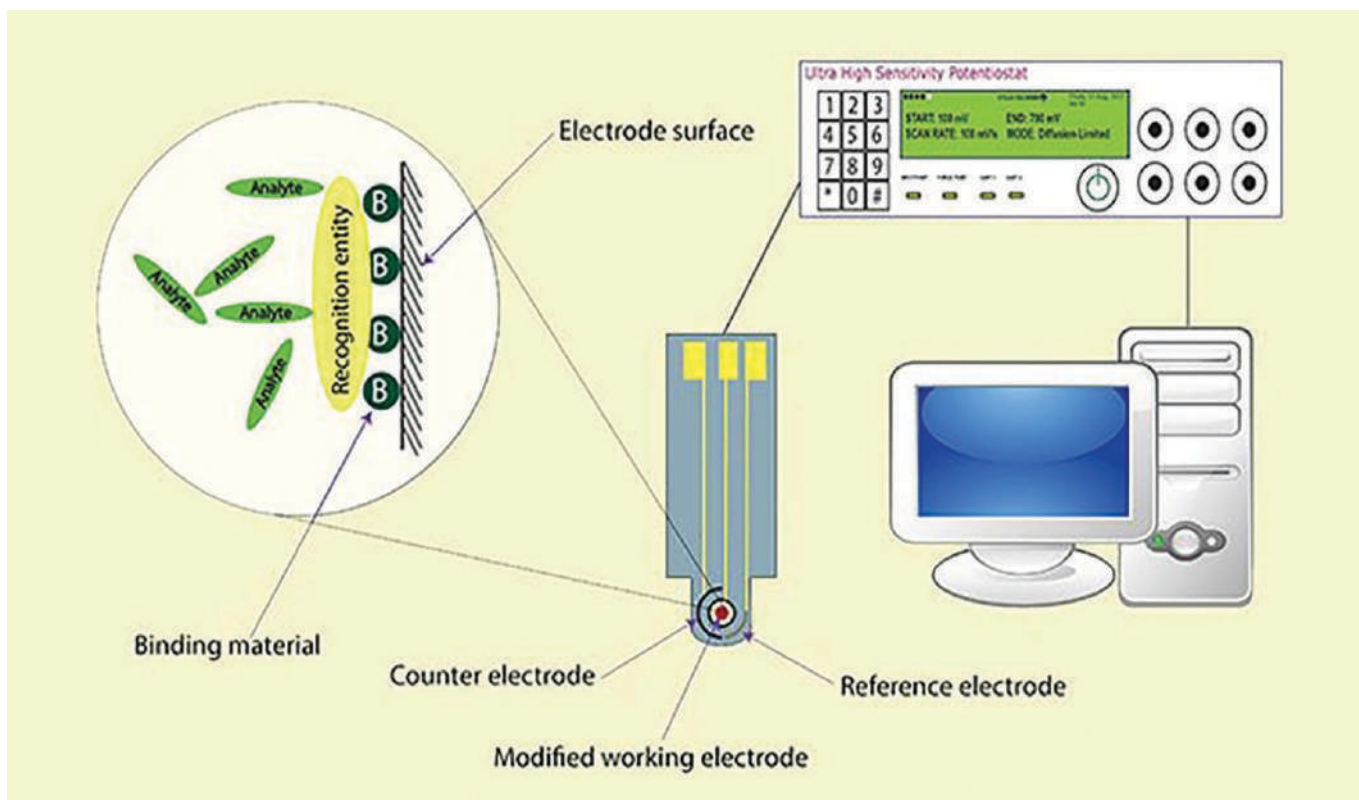 Ultra High Sensitivity Potentiostat
1 2 3
4 5 6
7 8 9
* 0 #
START: 100 mV END: 700 mV
SCAN RATE: 100 mV/s MODE: Diffusion-Limited
Electrode surface
Analyte
Analyte
Analyte
Analyte
Analyte
Recognition entity
B
B
B
B
Binding material
Counter electrode
Reference electrode
Modified working electrode